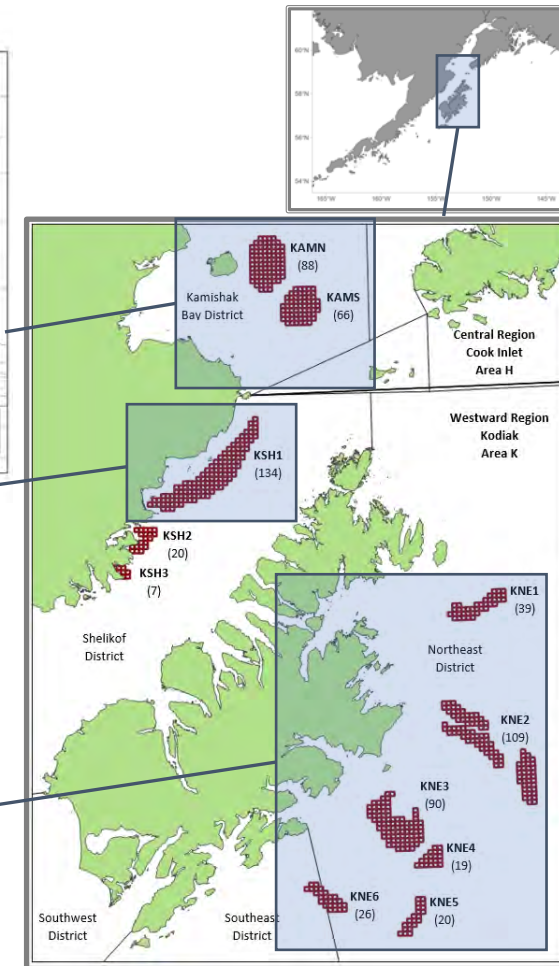 60°N
58°N
56°N
54°N
165°W
160°W
155°W
150°W
145°W
KAMN
(88)
Kamishak
Bay District
KAMS
(66)
Central Region
Cook Inlet
Area H
Westward Region
Kodiak
Area K
KSH1
(134)
KSH2
(20)
KSH3
(7)
Shelikof
District
KNE1
(39)
Northeast
District
KNE2
(109)
KNE3
(90)
KNE4
(19)
KNE6
(26)
KNE5
(20)
Southwest
District
Southeast
District